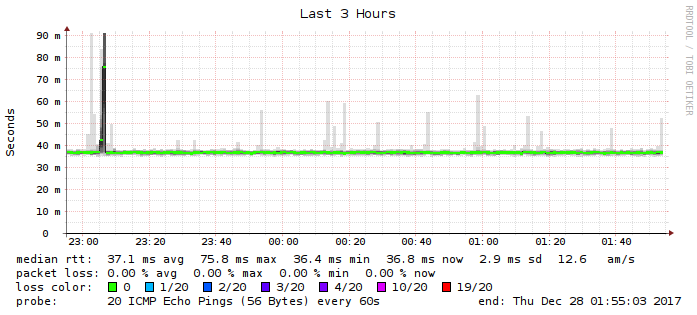 Last 3 Hours
RRDTOOL / TOBI OETIKER
Seconds
90 m
80 m
70 m
60 m
50 m
40 m
30 m
20 m
10 m
0
23:00 23:20 23:40 00:00 00:20 00:40 01:00 01:20 01:40
median rtt: 37.1 ms avg 75.8 ms max 36.4 ms min 36.8 ms now 2.9 ms sd 12.6 am/s
packet loss: 0.00 % avg 0.00 % max 0.00 % min 0.00 % now
loss color: 0 1/20 2/20 3/20 4/20 10/20 19/20
probe: 20 ICMP Echo Pings (56 Bytes) every 60s end: Thu Dec 28 01:55:03 2017